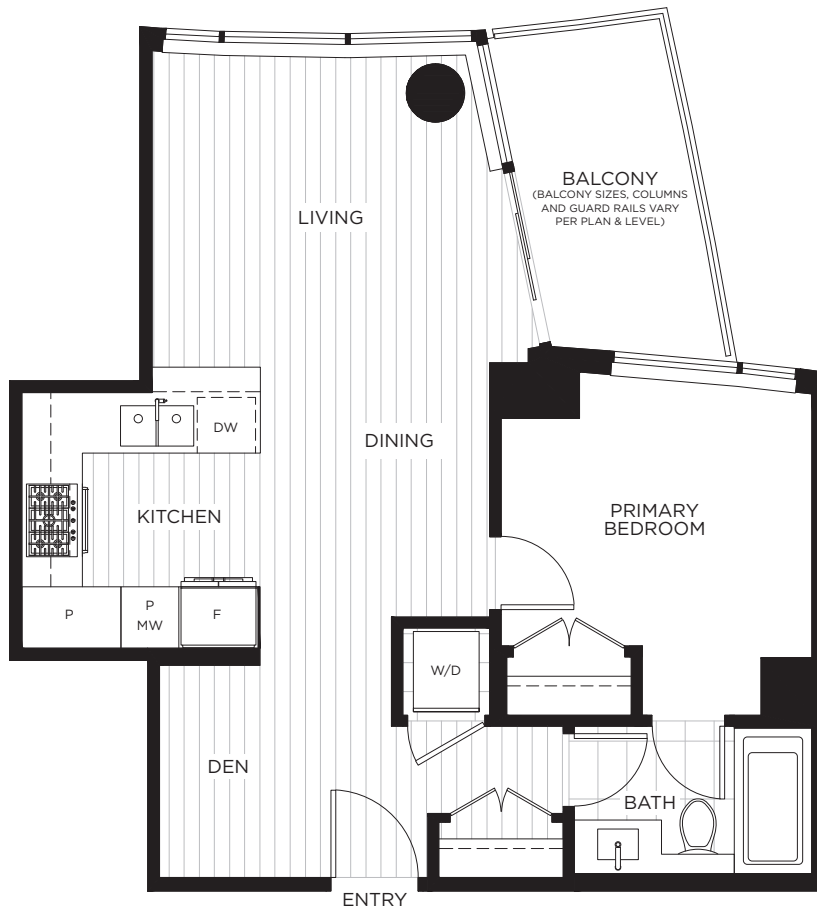 BALCONY
(BALCONY SIZES, COLUMNS
AND GUARD RAILS VARY
PER PLAN & LEVEL)
LIVING
DW
DINING
KITCHEN
PRIMARY
BEDROOM
P
P
MW
F
W/D
DEN
BATH
ENTRY